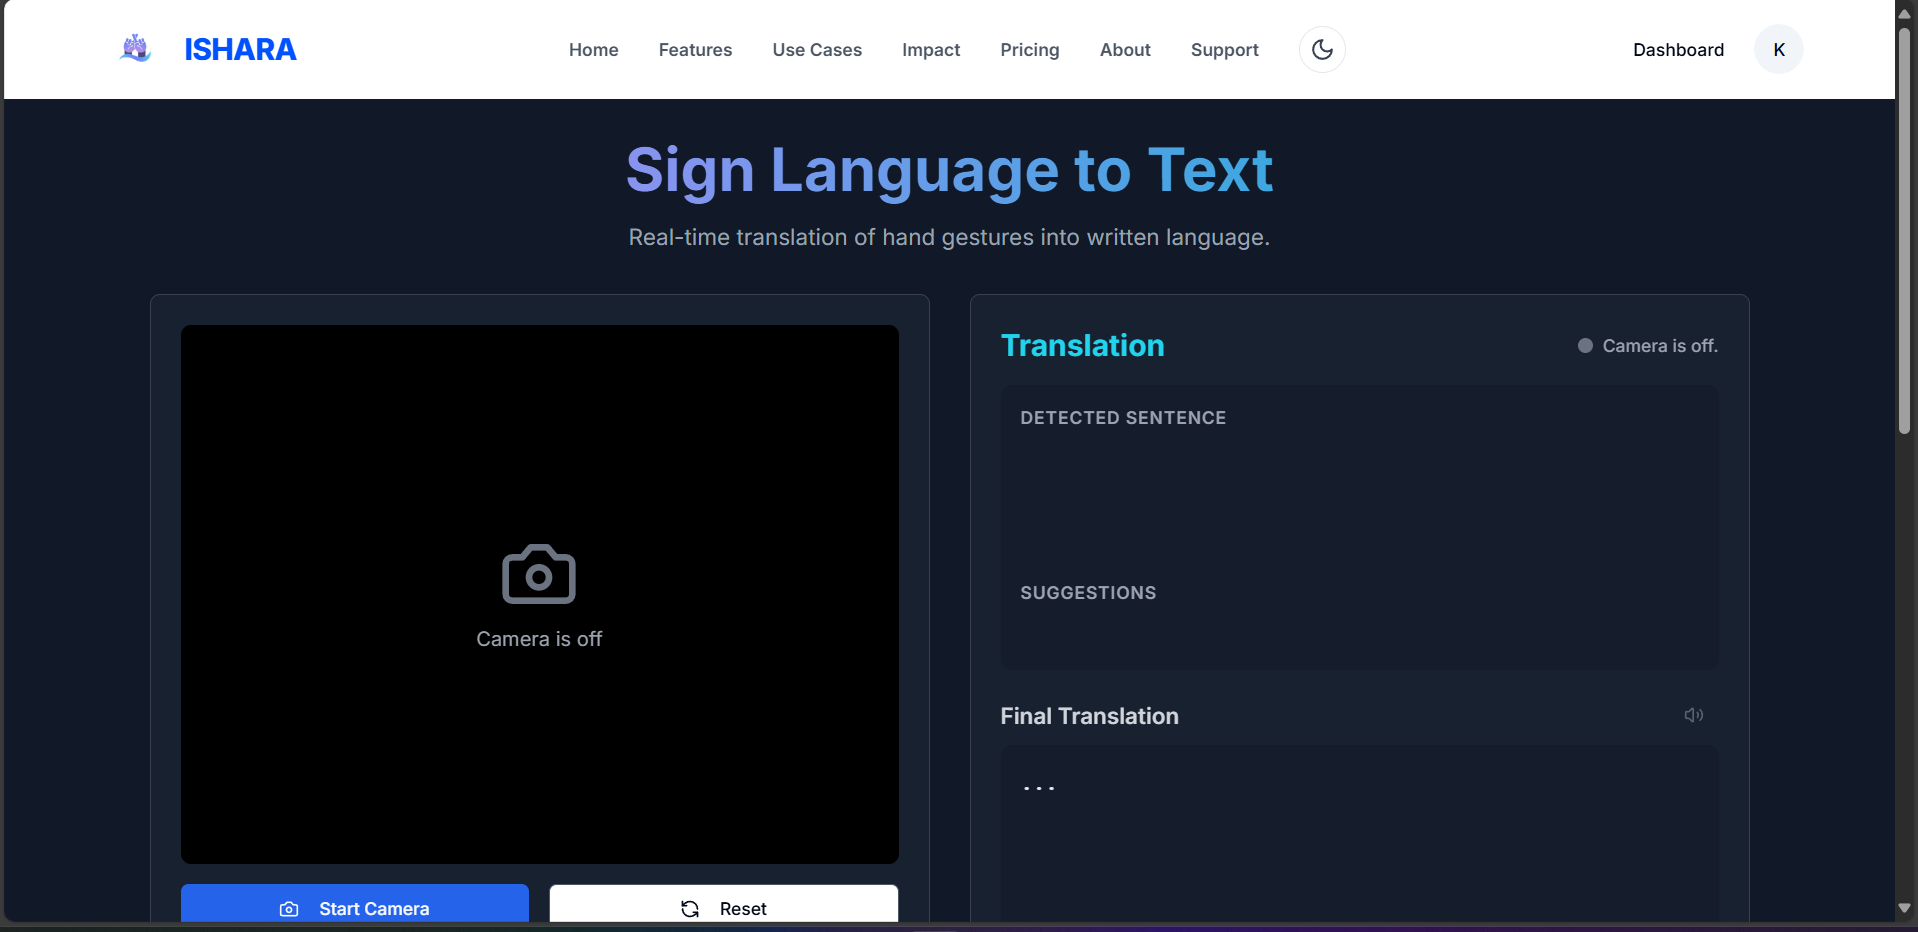 ISHARA
Home Features Use Cases Impact Pricing About Support
Dashboard K
Sign Language to Text
Real-time translation of hand gestures into written language.
Camera is off
Start Camera
Reset
Translation
Camera is off.
DETECTED SENTENCE
SUGGESTIONS
Final Translation
...